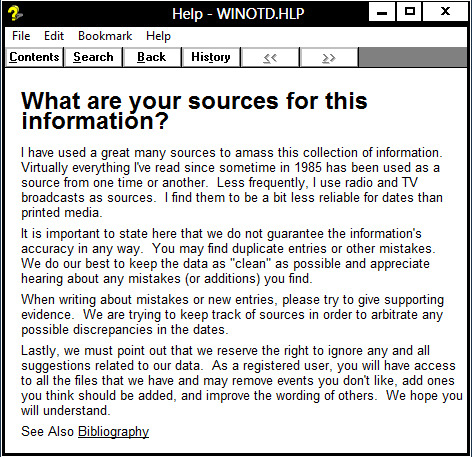 Help - WINOTD.HLP
File Edit Bookmark Help
Contents Search Back History << >>
What are your sources for this
information?
I have used a great many sources to amass this collection of information.
Virtually everything I've read since sometime in 1985 has been used as a
source from one time or another.  Less frequently, I use radio and TV
broadcasts as sources.  I find them to be a bit less reliable for dates than
printed media.
It is important to state here that we do not guarantee the information's
accuracy in any way.  You may find duplicate entries or other mistakes.
We do our best to keep the data as "clean" as possible and appreciate
hearing about any mistakes (or additions) you find.
When writing about mistakes or new entries, please try to give supporting
evidence.  We are trying to keep track of sources in order to arbitrate any
possible discrepancies in the dates.
Lastly, we must point out that we reserve the right to ignore any and all
suggestions related to our data.  As a registered user, you will have access
to all the files that we have and may remove events you don't like, add ones
you think should be added, and improve the wording of others.  We hope you
will understand.
See Also Bibliography